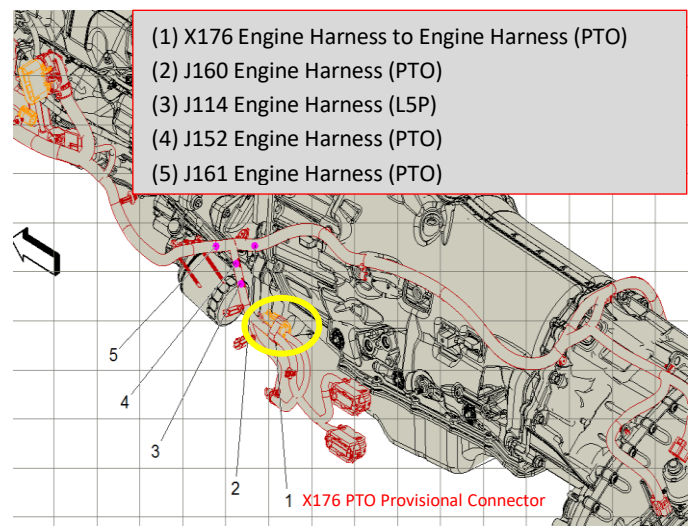 (1) X176 Engine Harness to Engine Harness (PTO)
(2) J160 Engine Harness (PTO)
(3) J114 Engine Harness (L5P)
(4) J152 Engine Harness (PTO)
(5) J161 Engine Harness (PTO)
5
4
3
2
1 X176 PTO Provisional Connector